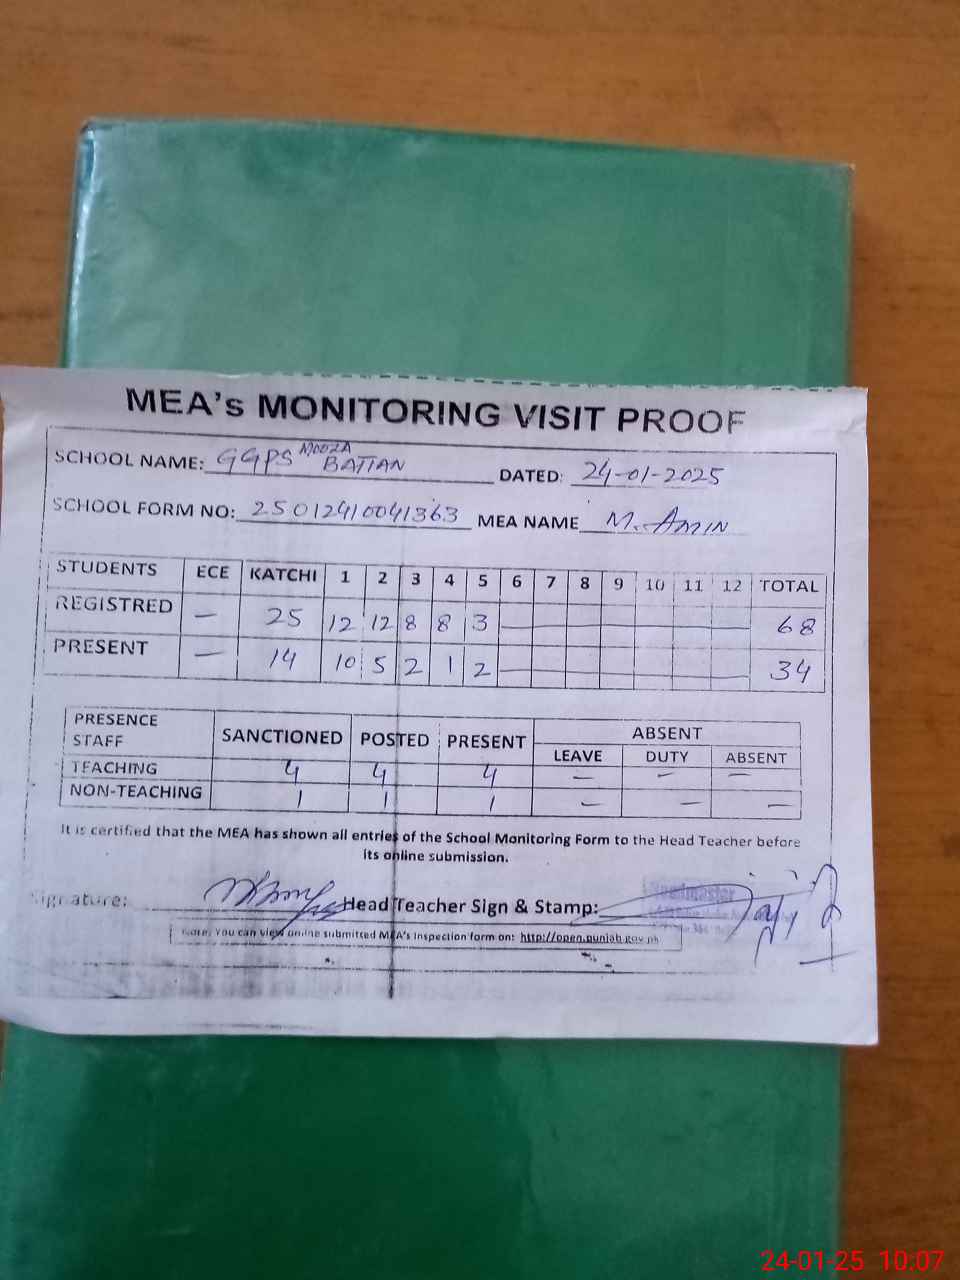 MEA's MONITORING VISIT PROOF
SCHOOL NAME: GGPS MOOZA BATIAN DATED: 24-01-2025
SCHOOL FORM NO: 25012410041363 MEA NAME M. AMIN
STUDENTS ECE KATCHI 1 2 3 4 5 6 7 8 9 10 11 12 TOTAL
REGISTRED — 25 12 12 8 8 3 — 68
PRESENT — 14 10 5 2 1 2 — 34
PRESENCE STAFF SANCTIONED POSTED PRESENT ABSENT
LEAVE DUTY ABSENT
TEACHING 4 4 4 — — —
NON-TEACHING 1 1 1 — — —
It is certified that the MEA has shown all entries of the School Monitoring Form to the Head Teacher before
its online submission.
Signature: Head Teacher Sign & Stamp:
Headmaster
Note: You can view online submitted MEA's inspection form on: http://open.punjab.gov.pk
24-01-25 10:07